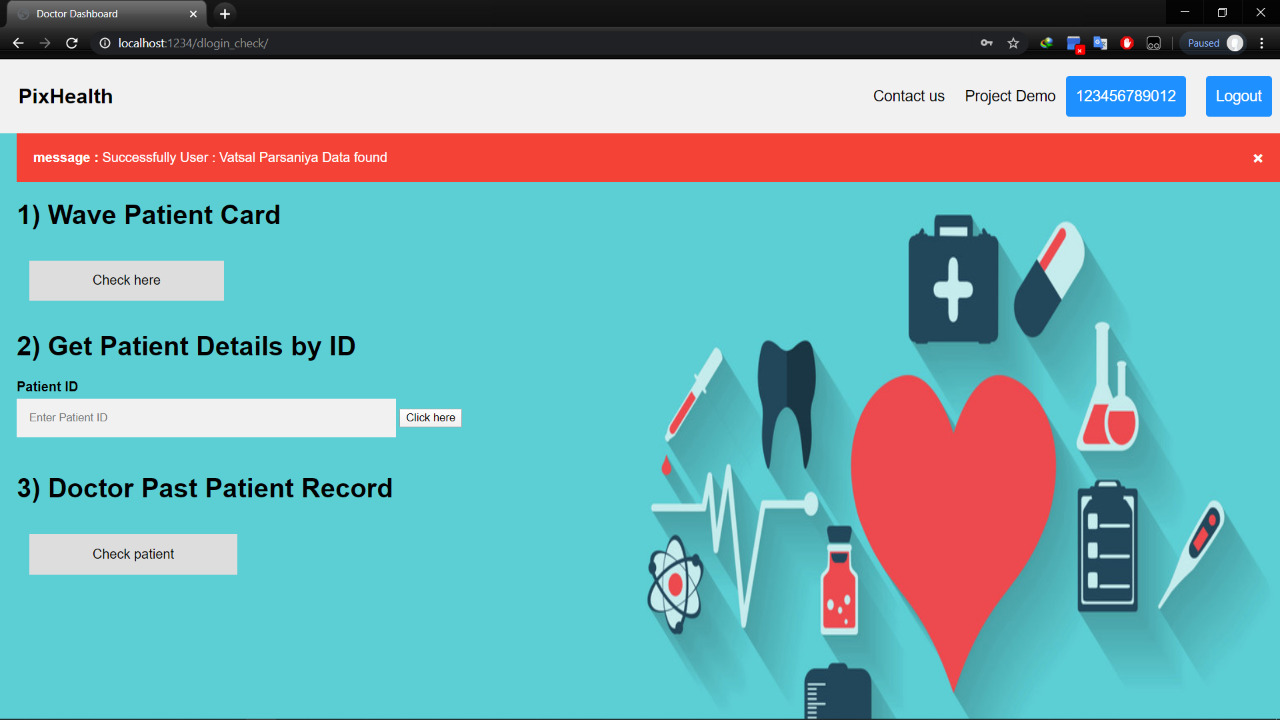 Doctor Dashboard
localhost:1234/dlogin_check/
Paused
PixHealth
Contact us
Project Demo
123456789012
Logout
message : Successfully User : Vatsal Parsaniya Data found
1) Wave Patient Card
Check here
2) Get Patient Details by ID
Patient ID
Enter Patient ID
Click here
3) Doctor Past Patient Record
Check patient